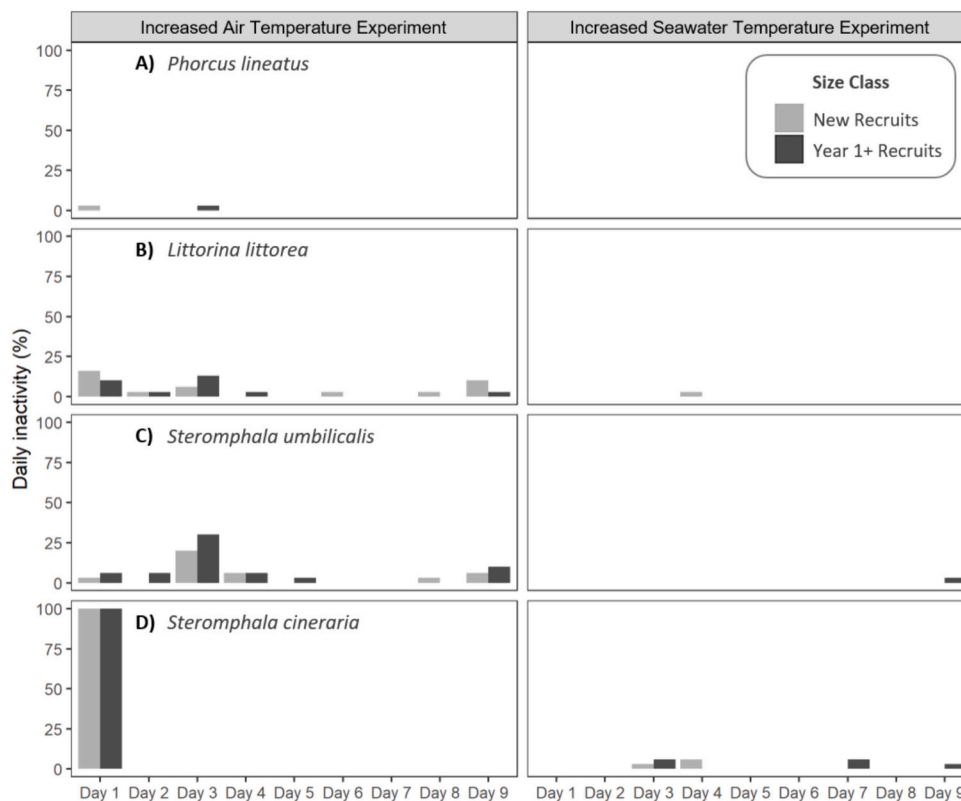 Increased Air Temperature Experiment
Increased Seawater Temperature Experiment
Daily inactivity (%)
A) Phorcus lineatus
100
75
50
25
0
Size Class
New Recruits
Year 1+ Recruits
B) Littorina littorea
100
75
50
25
0
C) Steromphala umbilicalis
100
75
50
25
0
D) Steromphala cineraria
100
75
50
25
0
Day 1 Day 2 Day 3 Day 4 Day 5 Day 6 Day 7 Day 8 Day 9
Day 1 Day 2 Day 3 Day 4 Day 5 Day 6 Day 7 Day 8 Day 9